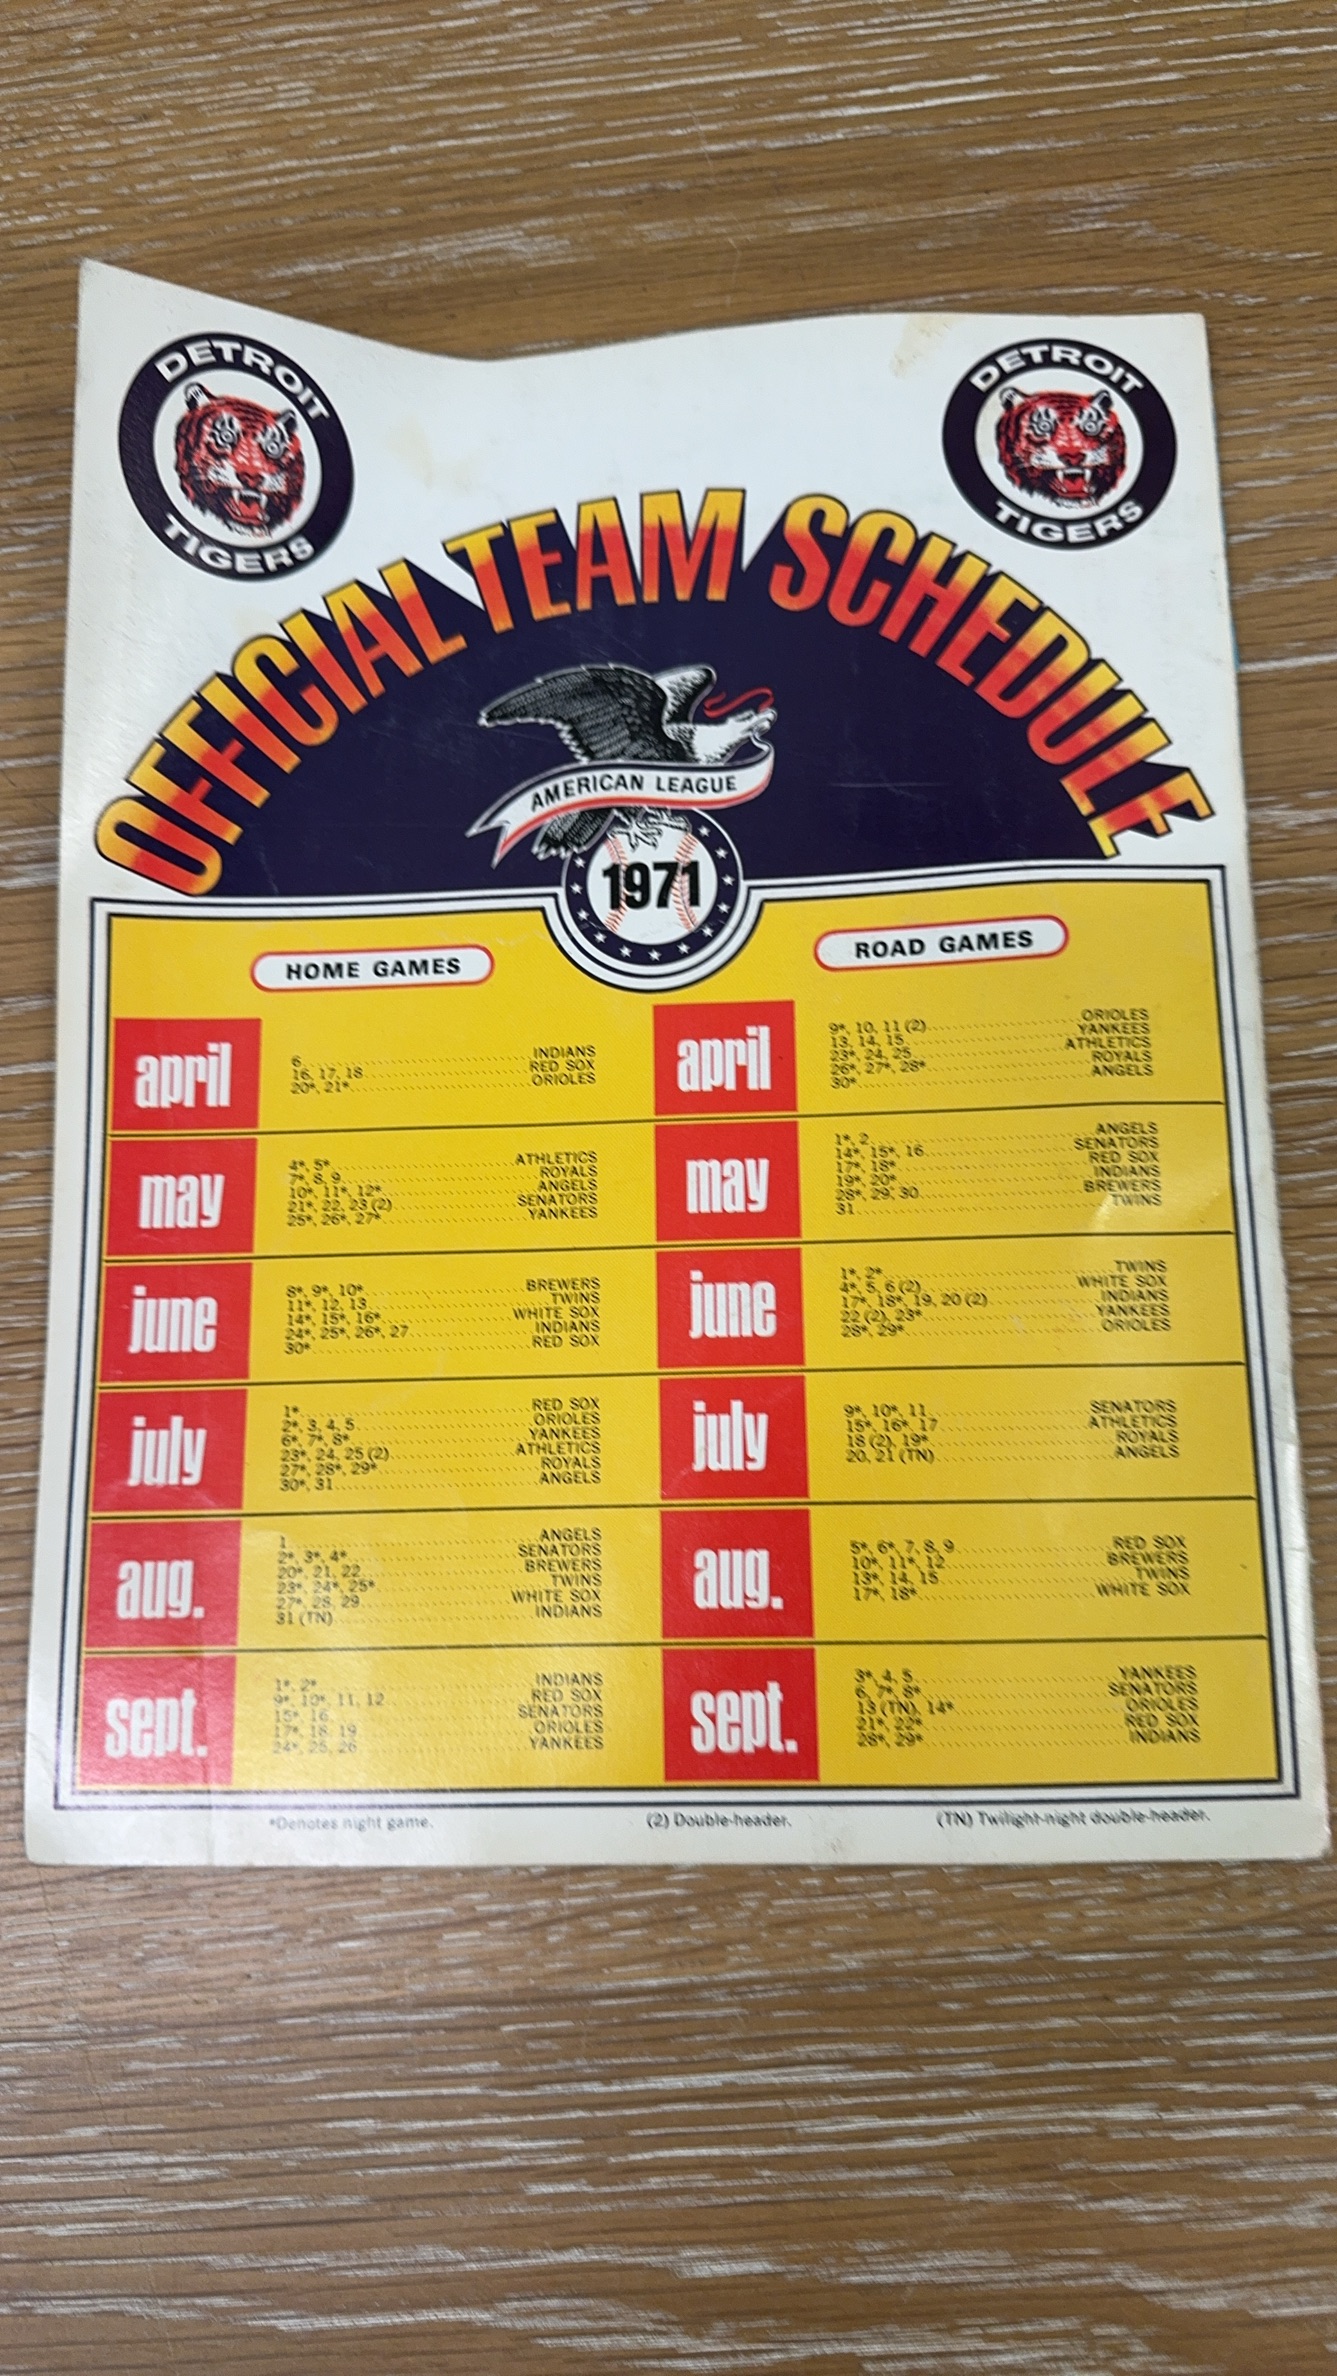 DETROIT
TIGERS
DETROIT
TIGERS
OFFICIAL TEAM SCHEDULE
AMERICAN LEAGUE
1971
HOME GAMES
april
6 INDIANS
16, 17, 18 RED SOX
20*, 21* ORIOLES
may
4*, 5* ATHLETICS
7*, 8, 9 ROYALS
10*, 11*, 12* ANGELS
21*, 22, 23 (2) SENATORS
25*, 26*, 27* YANKEES
june
8*, 9*, 10* BREWERS
11*, 12, 13 TWINS
14*, 15*, 16* WHITE SOX
24*, 25*, 26*, 27 INDIANS
30* RED SOX
july
1* RED SOX
2*, 3, 4, 5 ORIOLES
6*, 7*, 8* YANKEES
23*, 24, 25 (2) ATHLETICS
27*, 28*, 29* ROYALS
30*, 31 ANGELS
aug.
1 ANGELS
2*, 3*, 4* SENATORS
20*, 21, 22 BREWERS
23*, 24*, 25* TWINS
27*, 28, 29 WHITE SOX
31 (TN) INDIANS
sept.
1*, 2* INDIANS
9*, 10*, 11, 12 RED SOX
15*, 16 SENATORS
17*, 18, 19 ORIOLES
24*, 25, 26 YANKEES
ROAD GAMES
april
ORIOLES
9*, 10, 11 (2) YANKEES
13, 14, 15 ATHLETICS
23*, 24, 25 ROYALS
26*, 27*, 28* ANGELS
30*
may
1*, 2 ANGELS
14*, 15*, 16 SENATORS
17*, 18* RED SOX
19*, 20* INDIANS
28*, 29, 30 BREWERS
31 TWINS
june
1*, 2* TWINS
4*, 5, 6 (2) WHITE SOX
17*, 18*, 19, 20 (2) INDIANS
22 (2), 23* YANKEES
28*, 29* ORIOLES
july
9*, 10*, 11 SENATORS
15*, 16*, 17 ATHLETICS
18 (2), 19* ROYALS
20, 21 (TN) ANGELS
aug.
5*, 6*, 7, 8, 9 RED SOX
10*, 11*, 12 BREWERS
13*, 14, 15 TWINS
17*, 18* WHITE SOX
sept.
3*, 4, 5 YANKEES
6, 7*, 8* SENATORS
13 (TN), 14* ORIOLES
21*, 22* RED SOX
28*, 29* INDIANS
*Denotes night game.
(2) Double-header.
(TN) Twilight-night double-header.